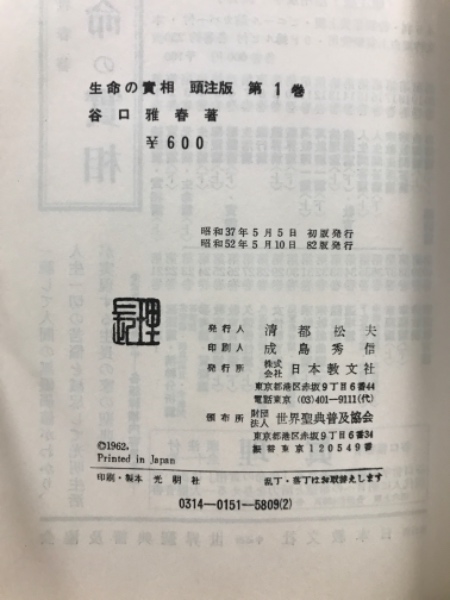 生命の實相 頭注版 第1巻
谷口雅春著
￥600
昭和37年5月5日 初版発行
昭和52年5月10日 82版発行
発行人 清都松夫
印刷人 成島秀信
発行所 株式会社 日本教文社
東京都港区赤坂9丁目6番44
電話東京(03)401-9111(代)
頒布所 財団法人 世界聖典普及協会
東京都港区赤坂9丁目6番34
振替東京120549番
©1962.
Printed in Japan
印刷・製本 光明社
乱丁・落丁はお取替えします
0314-0151-5809(2)